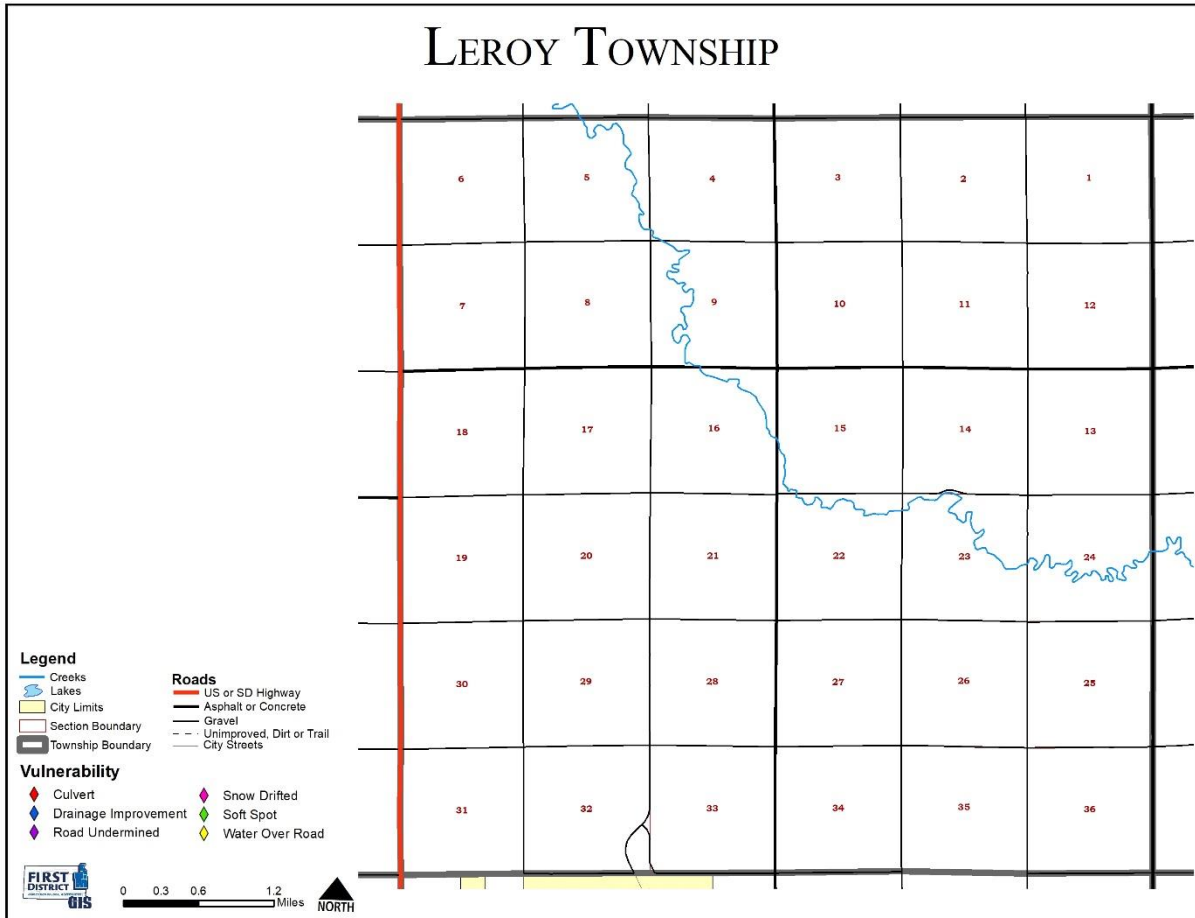 LEROY TOWNSHIP
6 5 4 3 2 1
7 8 9 10 11 12
18 17 16 15 14 13
19 20 21 22 23 24
30 29 28 27 26 25
31 32 33 34 35 36
Legend
Creeks
Lakes
City Limits
Section Boundary
Township Boundary
Roads
US or SD Highway
Asphalt or Concrete
Gravel
Unimproved, Dirt or Trail
City Streets
Vulnerability
Culvert
Drainage Improvement
Road Undermined
Snow Drifted
Soft Spot
Water Over Road
FIRST
DISTRICT
GIS
0 0.3 0.6 1.2
Miles
NORTH